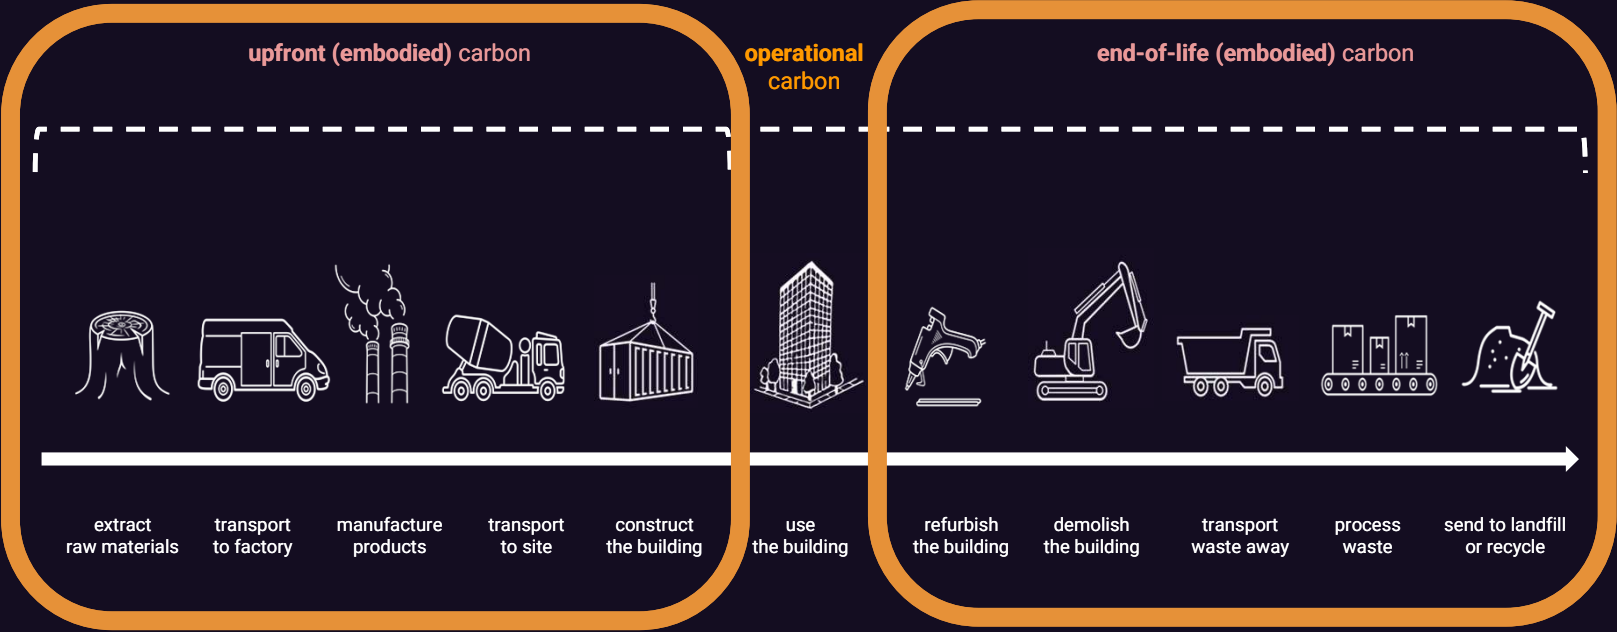 upfront (embodied) carbon
operational
carbon
end-of-life (embodied) carbon
extract
raw materials
transport
to factory
manufacture
products
transport
to site
construct
the building
use
the building
refurbish
the building
demolish
the building
transport
waste away
process
waste
send to landfill
or recycle